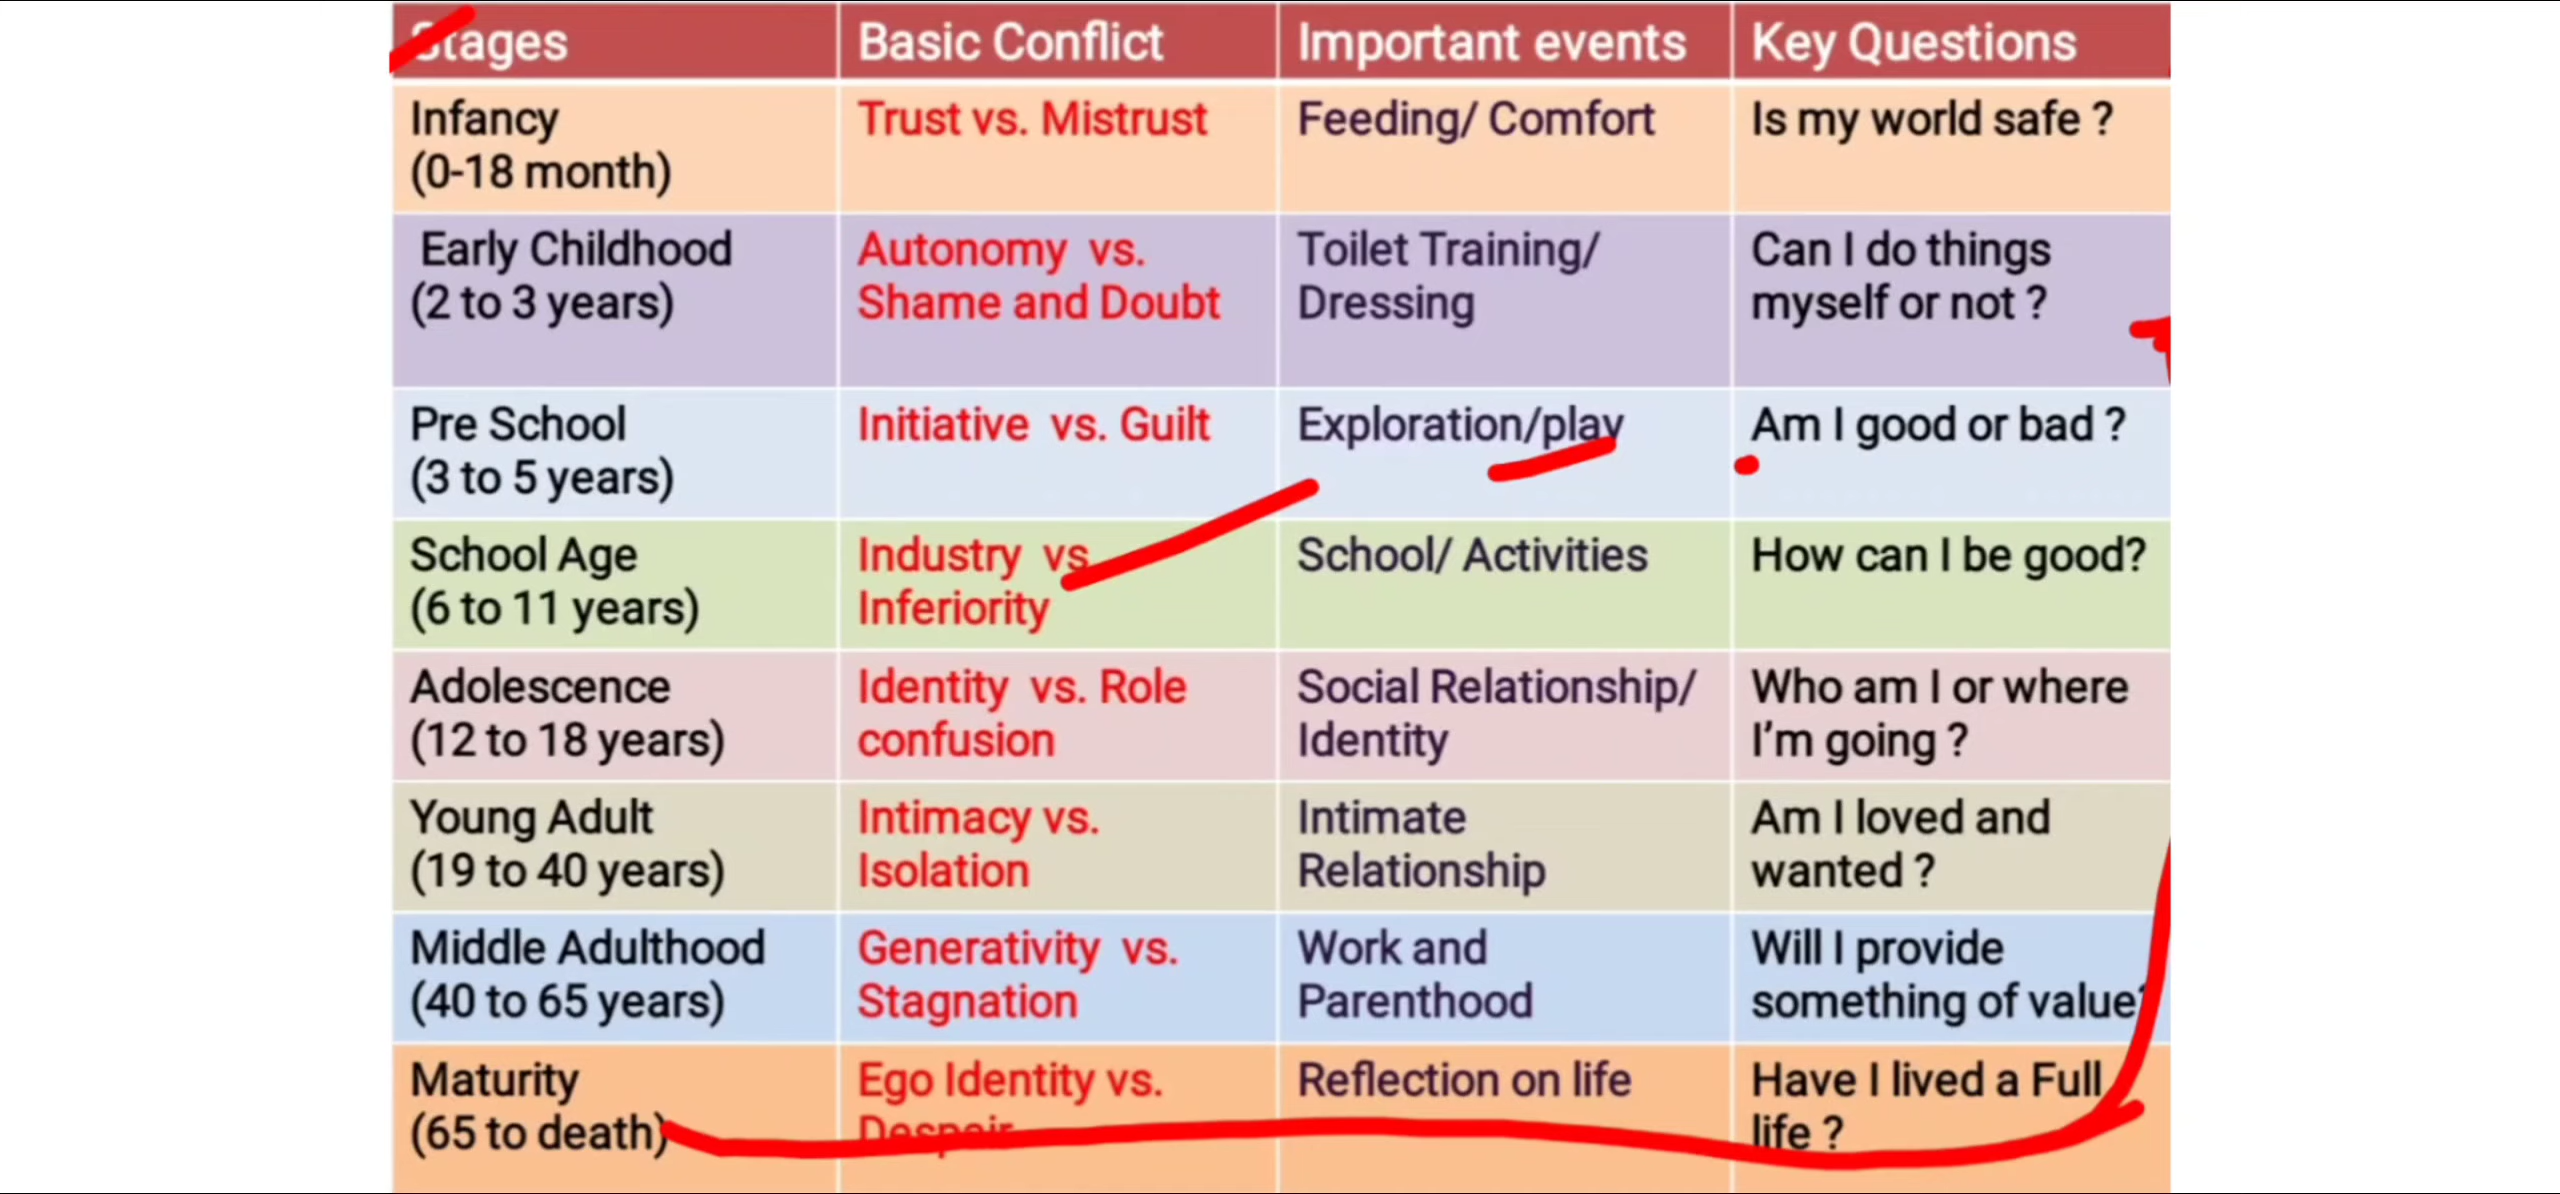 Stages Basic Conflict Important events Key Questions
Infancy Trust vs. Mistrust Feeding/ Comfort Is my world safe ?
(0-18 month)
Early Childhood Autonomy vs. Toilet Training/ Can I do things
(2 to 3 years) Shame and Doubt Dressing myself or not ?
Pre School Initiative vs. Guilt Exploration/play Am I good or bad ?
(3 to 5 years)
School Age Industry vs School/ Activities How can I be good?
(6 to 11 years) Inferiority
Adolescence Identity vs. Role Social Relationship/ Who am I or where
(12 to 18 years) confusion Identity I'm going ?
Young Adult Intimacy vs. Intimate Am I loved and
(19 to 40 years) Isolation Relationship wanted ?
Middle Adulthood Generativity vs. Work and Will I provide
(40 to 65 years) Stagnation Parenthood something of value?
Maturity Ego Identity vs. Reflection on life Have I lived a Full
(65 to death) Despair life ?